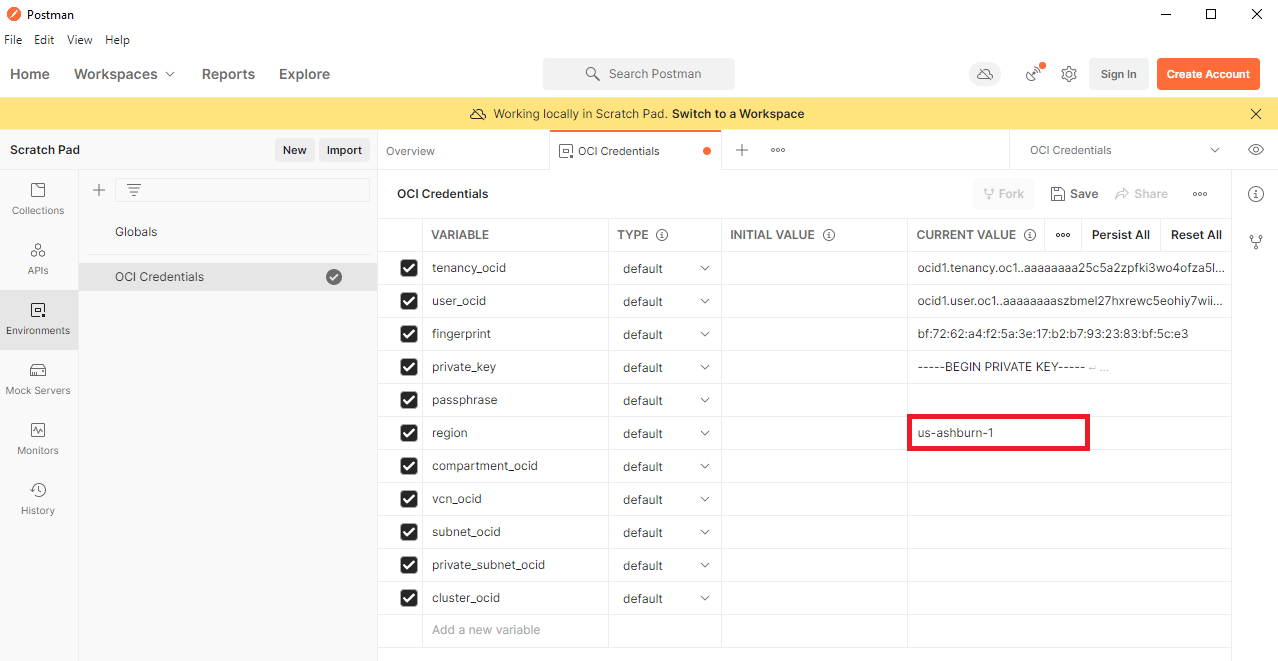 Postman
File Edit View Help
Home Workspaces Reports Explore Search Postman Sign In Create Account
Working locally in Scratch Pad. Switch to a Workspace
Scratch Pad New Import Overview OCI Credentials OCI Credentials
Collections
APIs
Environments
Mock Servers
Monitors
History
Globals
OCI Credentials
OCI Credentials Fork Save Share
VARIABLE TYPE INITIAL VALUE CURRENT VALUE Persist All Reset All
tenancy_ocid default ocid1.tenancy.oc1..aaaaaaaa25c5a2zpfki3wo4ofza5l...
user_ocid default ocid1.user.oc1..aaaaaaaaszbmel27hxrewc5eohiy7wii...
fingerprint default bf:72:62:a4:f2:5a:3e:17:b2:b7:93:23:83:bf:5c:e3
private_key default -----BEGIN PRIVATE KEY----- ↵ ...
passphrase default
region default us-ashburn-1
compartment_ocid default
vcn_ocid default
subnet_ocid default
private_subnet_ocid default
cluster_ocid default
Add a new variable